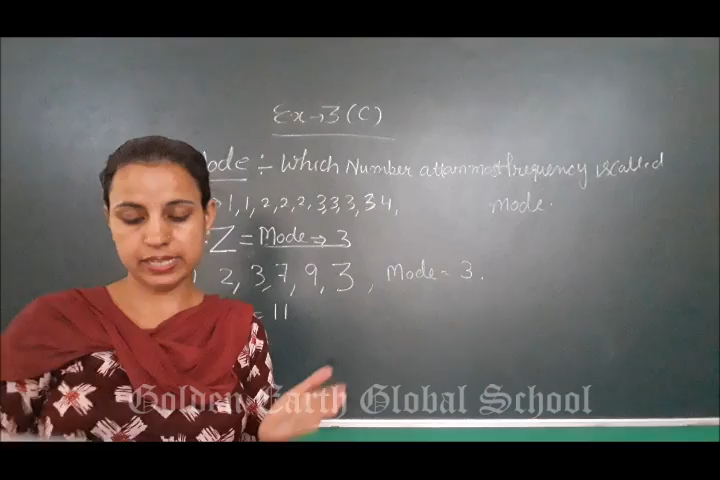 Ex → 3 (C)
ode :- Which Number attain most frequency is called
mode.
1, 1, 2, 2, 2, 3, 3, 3, 3 4,
Z = Mode ⇒ 3
2, 3, 7, 9, 3, Mode = 3.
= 11
Golden Earth Global School